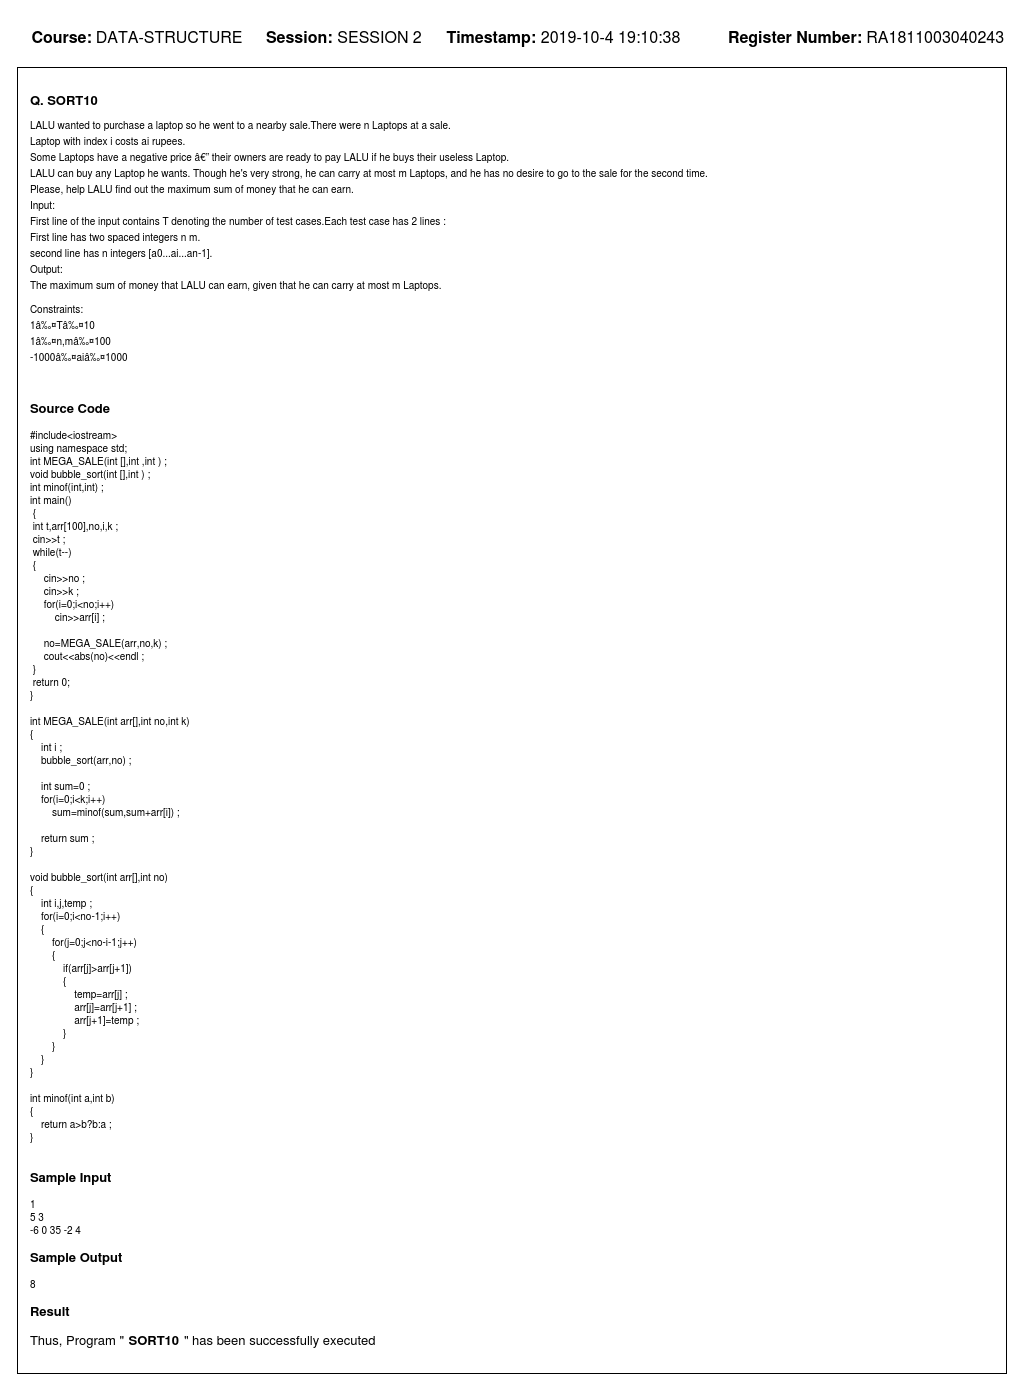 Course: DATA-STRUCTURE Session: SESSION 2 Timestamp: 2019-10-4 19:10:38 Register Number: RA1811003040243
Q. SORT10
LALU wanted to purchase a laptop so he went to a nearby sale.There were n Laptops at a sale.
Laptop with index i costs ai rupees.
Some Laptops have a negative price â€” their owners are ready to pay LALU if he buys their useless Laptop.
LALU can buy any Laptop he wants. Though he's very strong, he can carry at most m Laptops, and he has no desire to go to the sale for the second time.
Please, help LALU find out the maximum sum of money that he can earn.
Input:
First line of the input contains T denoting the number of test cases.Each test case has 2 lines :
First line has two spaced integers n m.
second line has n integers [a0...ai...an-1].
Output:
The maximum sum of money that LALU can earn, given that he can carry at most m Laptops.
Constraints:
1â‰¤Tâ‰¤10
1â‰¤n,mâ‰¤100
-1000â‰¤aiâ‰¤1000
Source Code
#include<iostream>
using namespace std;
int MEGA_SALE(int [],int ,int ) ;
void bubble_sort(int [],int ) ;
int minof(int,int) ;
int main()
{
int t,arr[100],no,i,k ;
cin>>t ;
while(t--)
{
cin>>no ;
cin>>k ;
for(i=0;i<no;i++)
cin>>arr[i] ;
no=MEGA_SALE(arr,no,k) ;
cout<<abs(no)<<endl ;
}
return 0;
}
int MEGA_SALE(int arr[],int no,int k)
{
int i ;
bubble_sort(arr,no) ;
int sum=0 ;
for(i=0;i<k;i++)
sum=minof(sum,sum+arr[i]) ;
return sum ;
}
void bubble_sort(int arr[],int no)
{
int i,j,temp ;
for(i=0;i<no-1;i++)
{
for(j=0;j<no-i-1;j++)
{
if(arr[j]>arr[j+1])
{
temp=arr[j] ;
arr[j]=arr[j+1] ;
arr[j+1]=temp ;
}
}
}
}
int minof(int a,int b)
{
return a>b?b:a ;
}
Sample Input
1
5 3
-6 0 35 -2 4
Sample Output
8
Result
Thus, Program " SORT10 " has been successfully executed